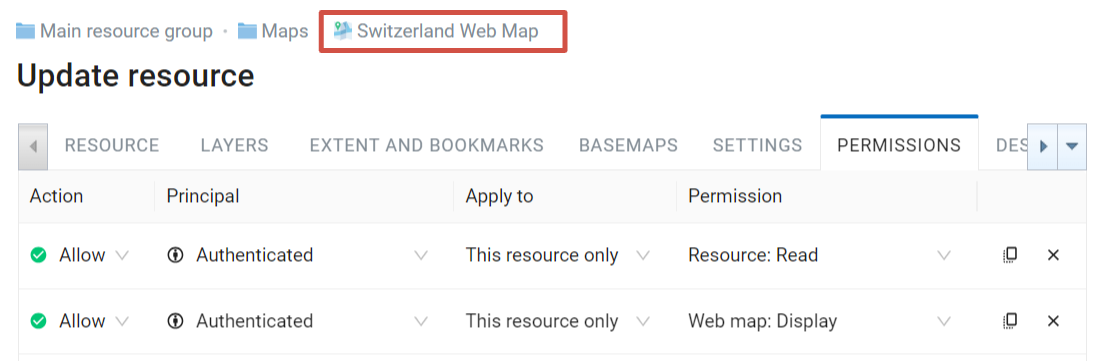 Main resource group · Maps Switzerland Web Map
Update resource
RESOURCE LAYERS EXTENT AND BOOKMARKS BASEMAPS SETTINGS PERMISSIONS DES
Action Principal Apply to Permission
Allow Authenticated This resource only Resource: Read
Allow Authenticated This resource only Web map: Display